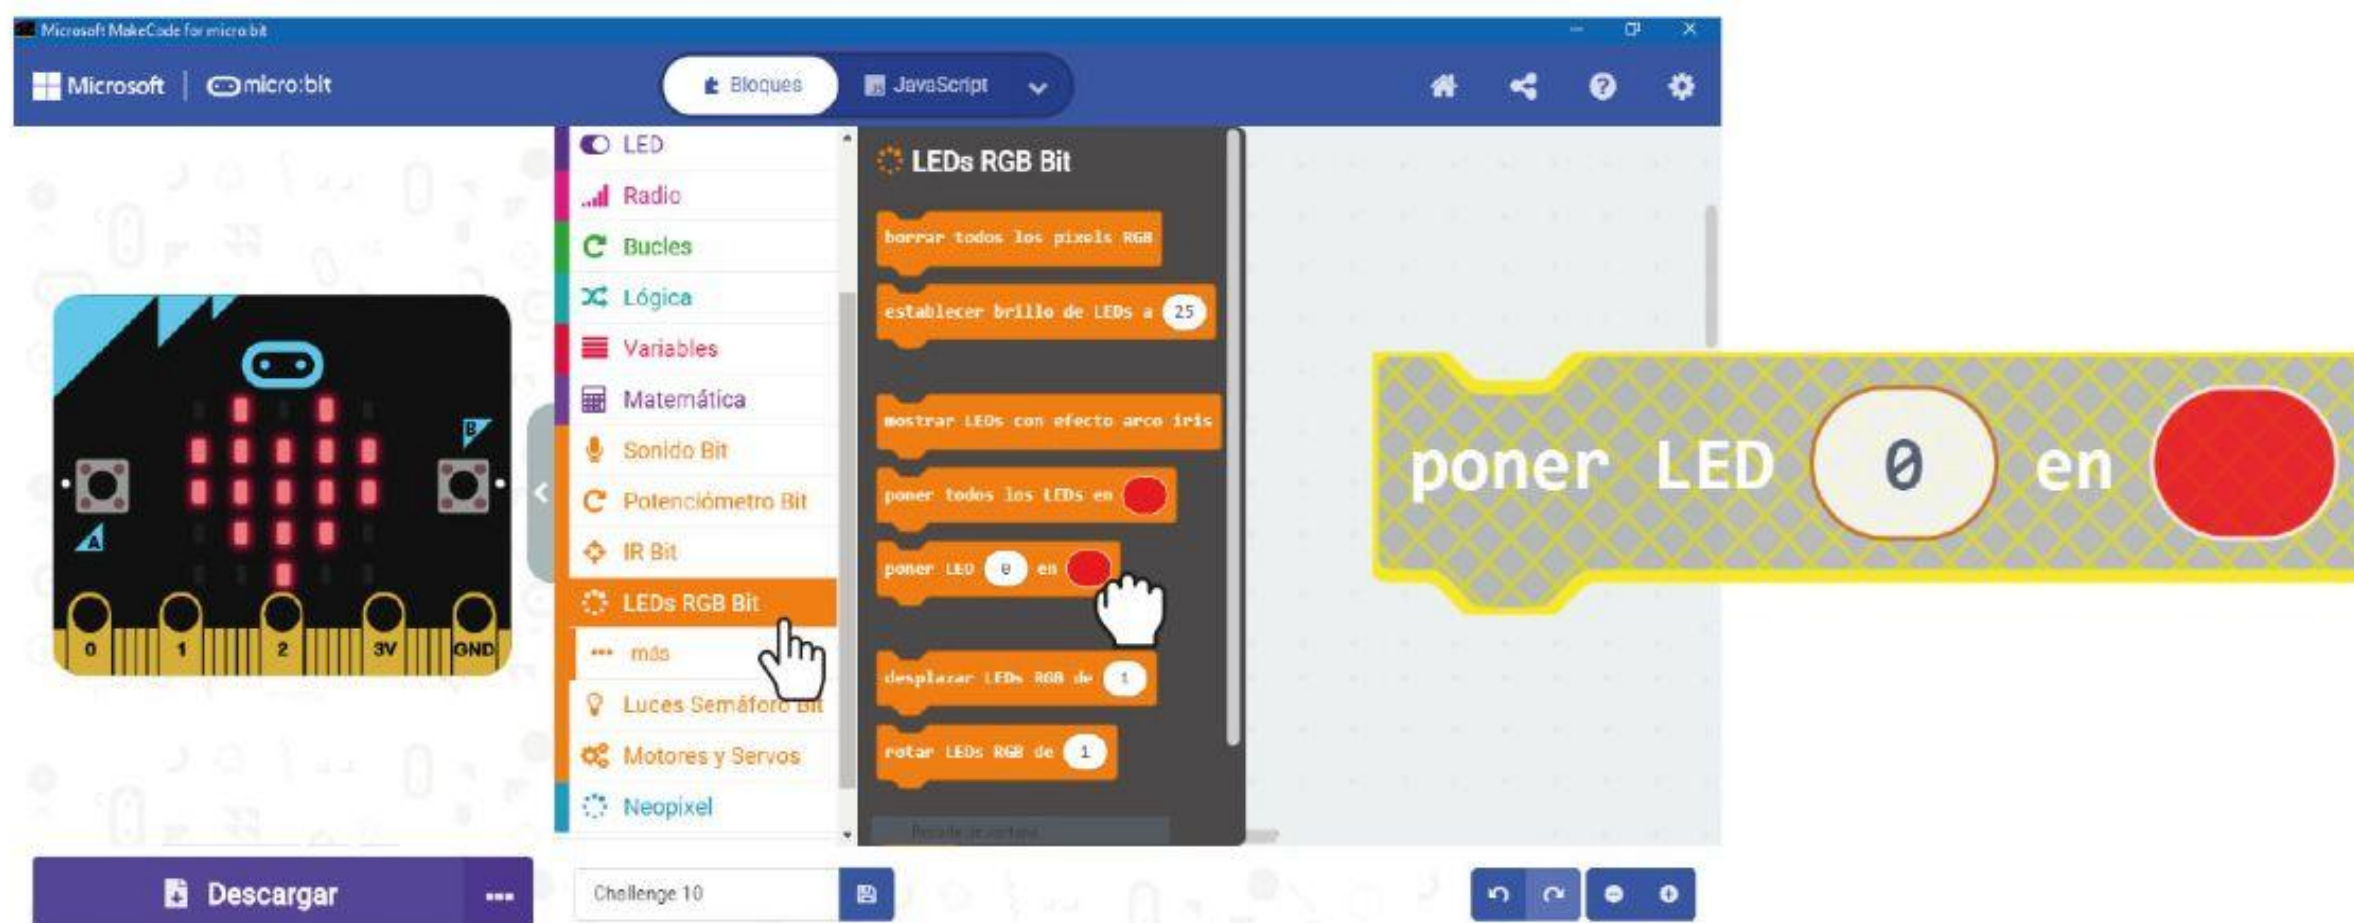 Microsoft MakeCode for micro:bit
Microsoft micro:bit
Bloques
JavaScript
B
A
0 1 2 3V GND
LED
Radio
Bucles
Lógica
Variables
Matemática
Sonido Bit
Potenciómetro Bit
IR Bit
LEDs RGB Bit
más
Luces Semáforo Bit
Motores y Servos
Neopixel
LEDs RGB Bit
borrar todos los pixels RGB
establecer brillo de LEDs a 25
mostrar LEDs con efecto arco iris
poner todos los LEDs en
poner LED 0 en
desplazar LEDs RGB de 1
rotar LEDs RGB de 1
poner LED 0 en
Descargar
Challenge 10